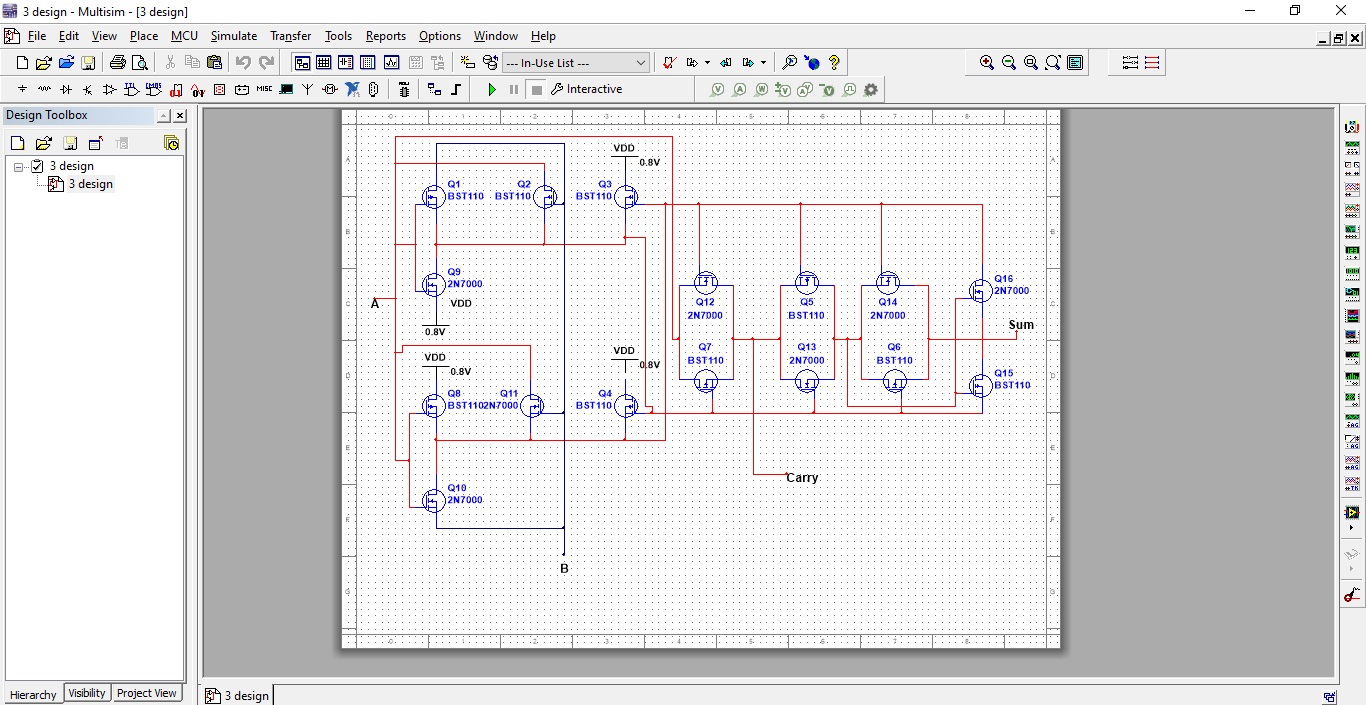 3 design - Multisim - [3 design]
File Edit View Place MCU Simulate Transfer Tools Reports Options Window Help
--- In-Use List ---
MISC
Interactive
Design Toolbox
3 design
3 design
VDD
0.8V
Q1
BST110
Q2
BST110
Q3
BST110
Q9
2N7000
VDD
0.8V
A
Q12
2N7000
Q5
BST110
Q14
2N7000
Q16
2N7000
Sum
Q7
BST110
Q13
2N7000
Q6
BST110
Q15
BST110
VDD
0.8V
VDD
0.8V
Q8
BST110
Q11
2N7000
Q4
BST110
Carry
Q10
2N7000
B
Hierarchy Visibility Project View
3 design